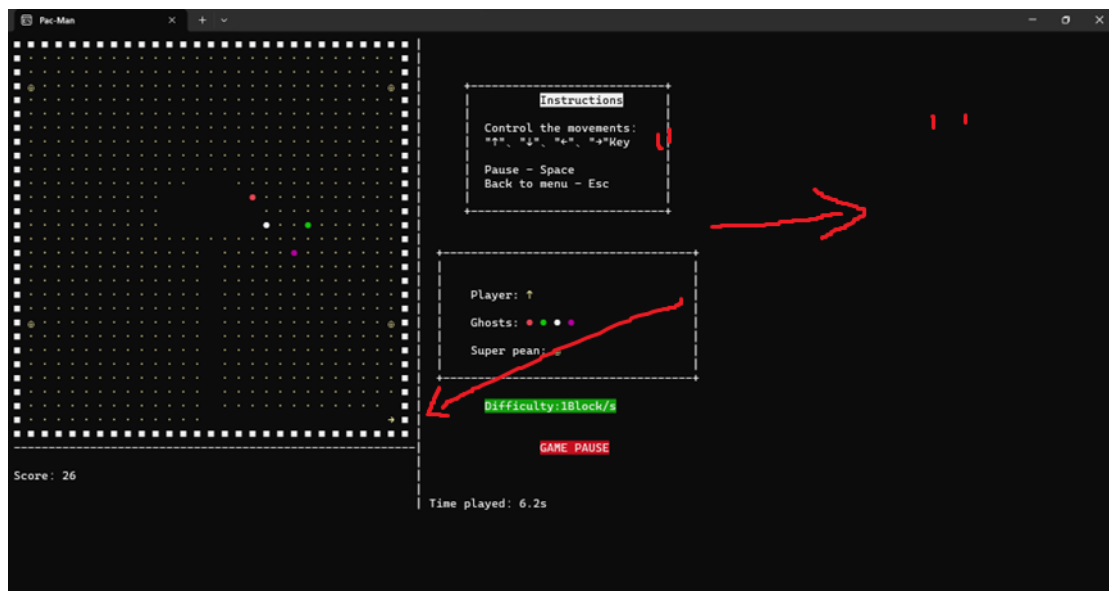 Pac-Man
Instructions
Control the movements:
"↑"、"↓"、"←"、"→"Key
Pause - Space
Back to menu - Esc
Player: ↑
Ghosts:
Super pean:
Difficulty:1Block/s
GAME PAUSE
Score: 26
Time played: 6.2s